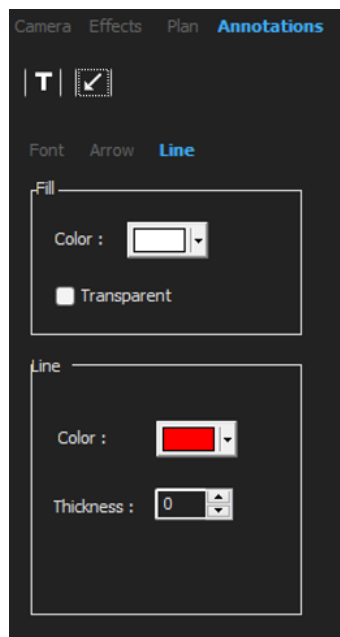 Camera Effects Plan Annotations
T
Font Arrow Line
Fill
Color :
Transparent
Line
Color :
Thickness : 0